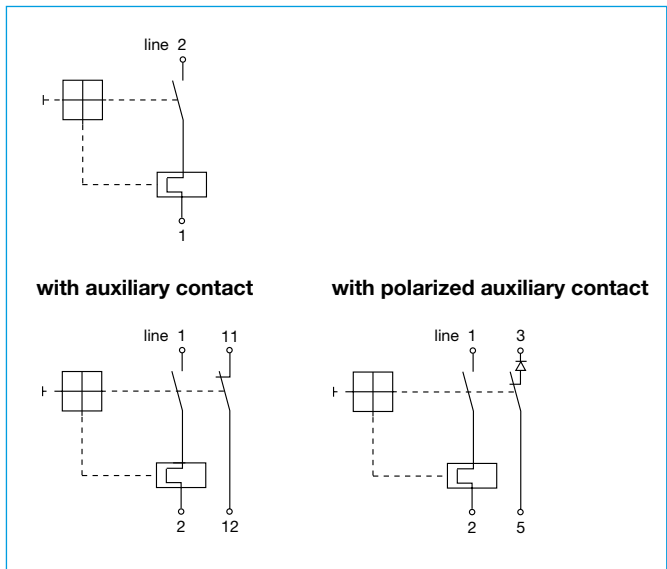 line 2
1
with auxiliary contact
with polarized auxiliary contact
line 1 11
line 1 3
2 12
2 5